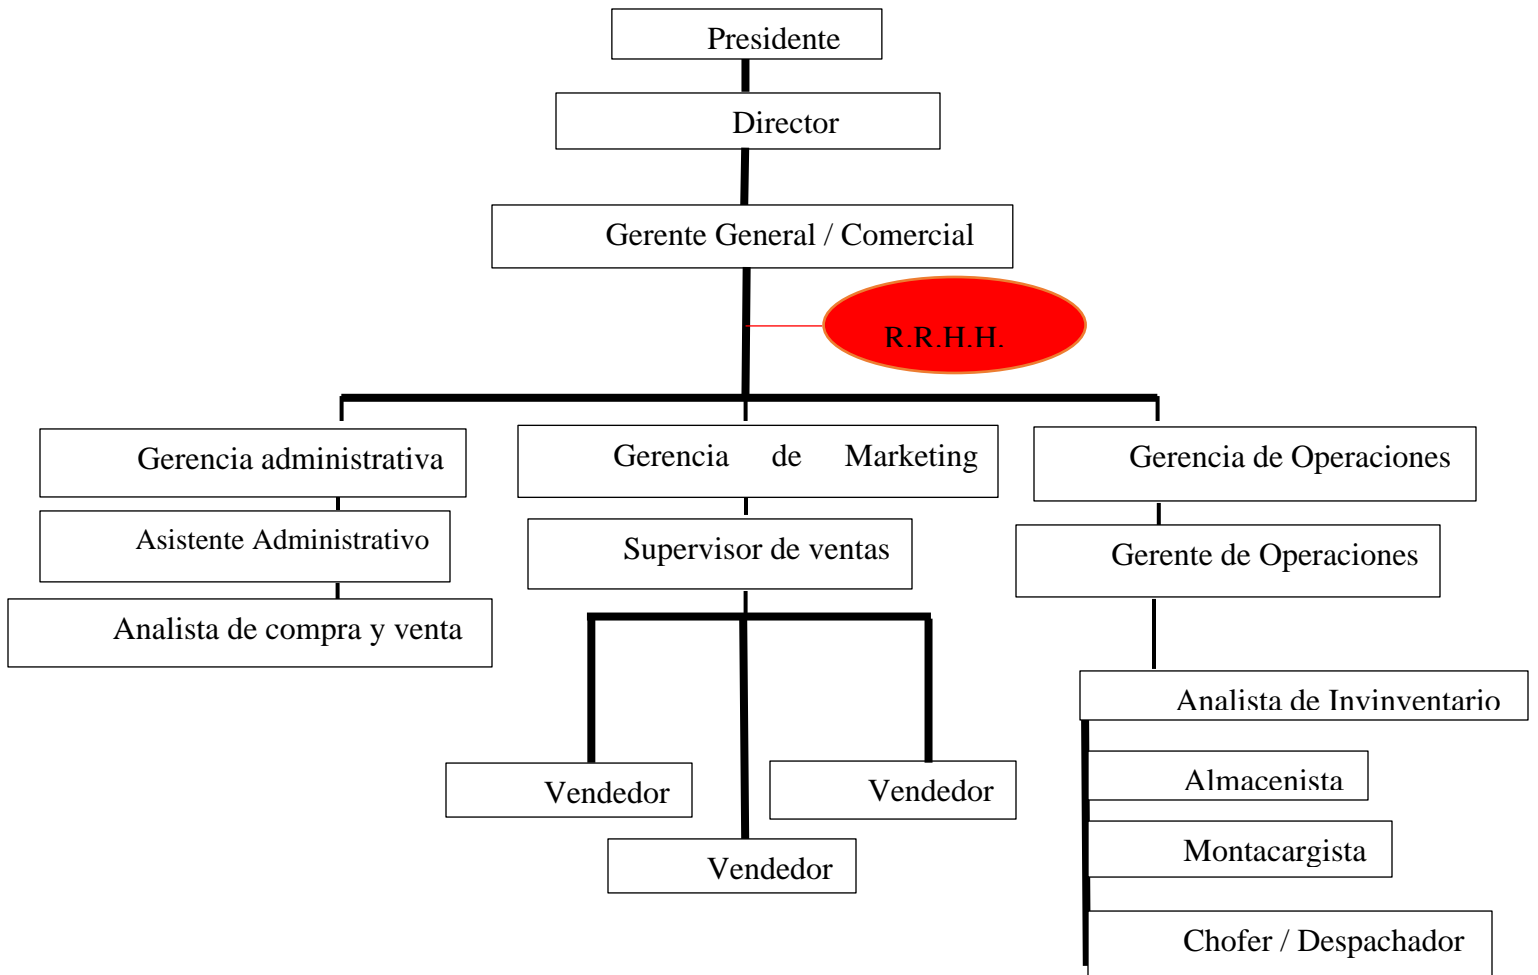 Presidente
Director
Gerente General / Comercial
R.R.H.H.
Gerencia administrativa
Gerencia de Marketing
Gerencia de Operaciones
Asistente Administrativo
Supervisor de ventas
Gerente de Operaciones
Analista de compra y venta
Analista de Invinventario
Vendedor
Vendedor
Vendedor
Almacenista
Montacargista
Chofer / Despachador